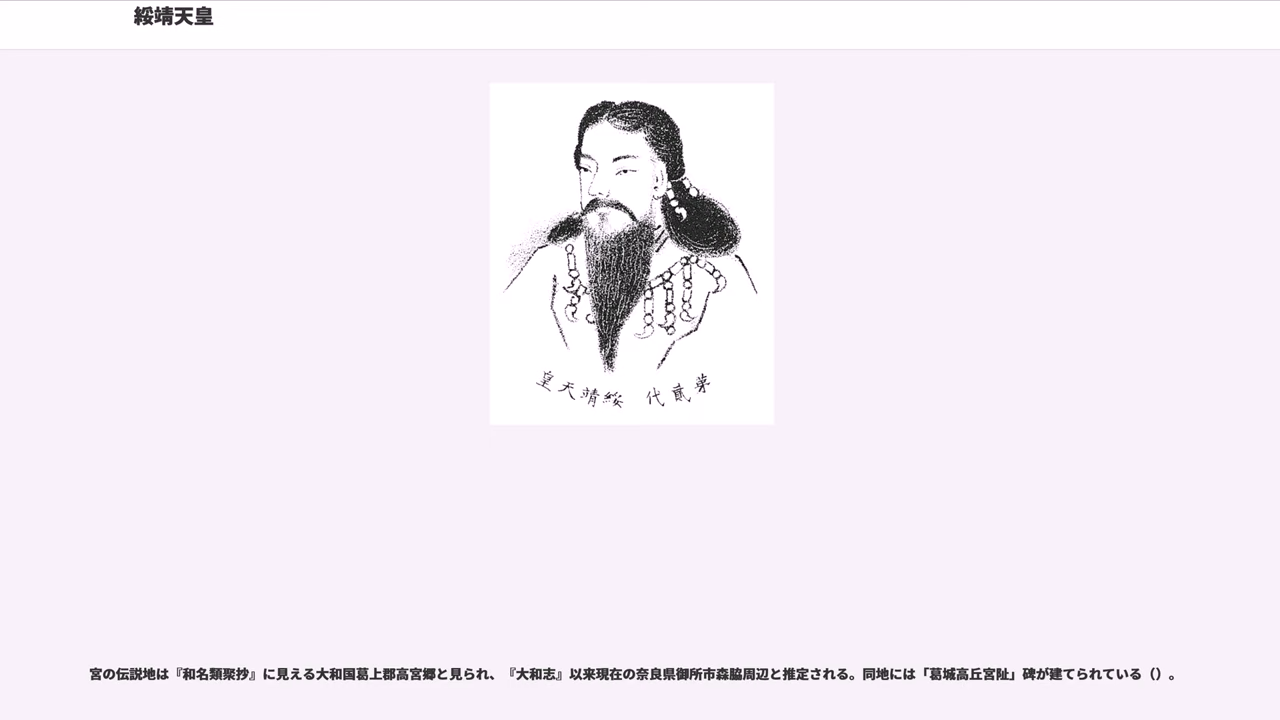 綏靖天皇
第貳代 綏靖天皇
宮の伝説地は『和名類聚抄』に見える大和国葛上郡高宮郷と見られ、『大和志』以来現在の奈良県御所市森脇周辺と推定される。同地には「葛城高丘宮趾」碑が建てられている（）。